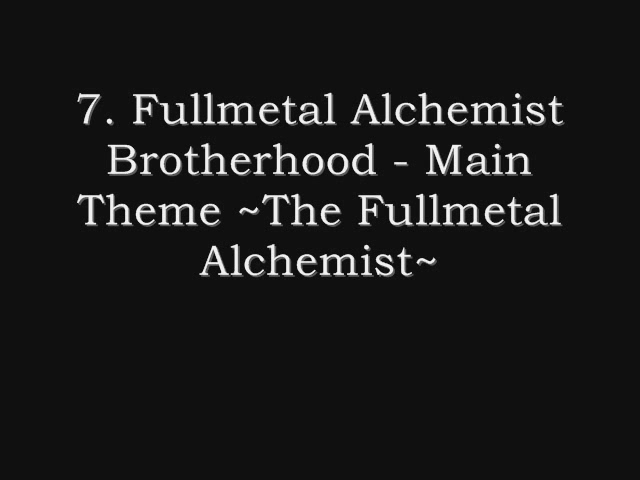 7. Fullmetal Alchemist
Brotherhood - Main
Theme ~The Fullmetal
Alchemist~